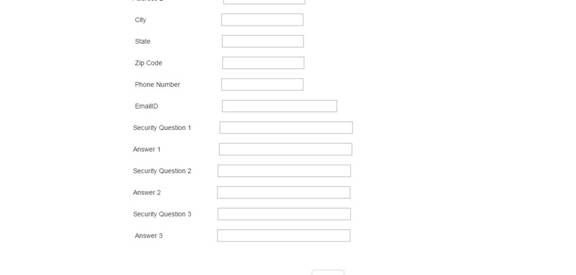 City
State
Zip Code
Phone Number
EmailID
Security Question 1
Answer 1
Security Question 2
Answer 2
Security Question 3
Answer 3